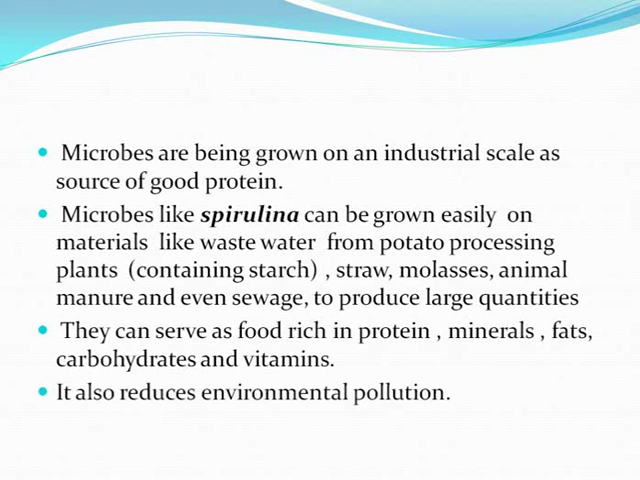 Microbes are being grown on an industrial scale as
source of good protein.
Microbes like spirulina can be grown easily on
materials like waste water from potato processing
plants (containing starch) , straw, molasses, animal
manure and even sewage, to produce large quantities
They can serve as food rich in protein , minerals , fats,
carbohydrates and vitamins.
It also reduces environmental pollution.